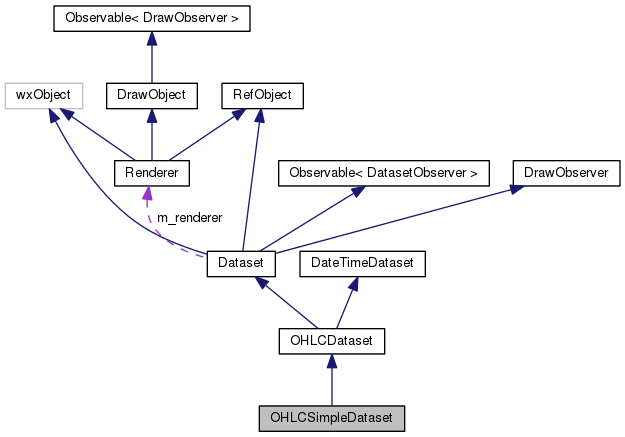 Observable< DrawObserver >
wxObject
DrawObject
RefObject
Renderer
Observable< DatasetObserver >
DrawObserver
m_renderer
Dataset
DateTimeDataset
OHLCDataset
OHLCSimpleDataset